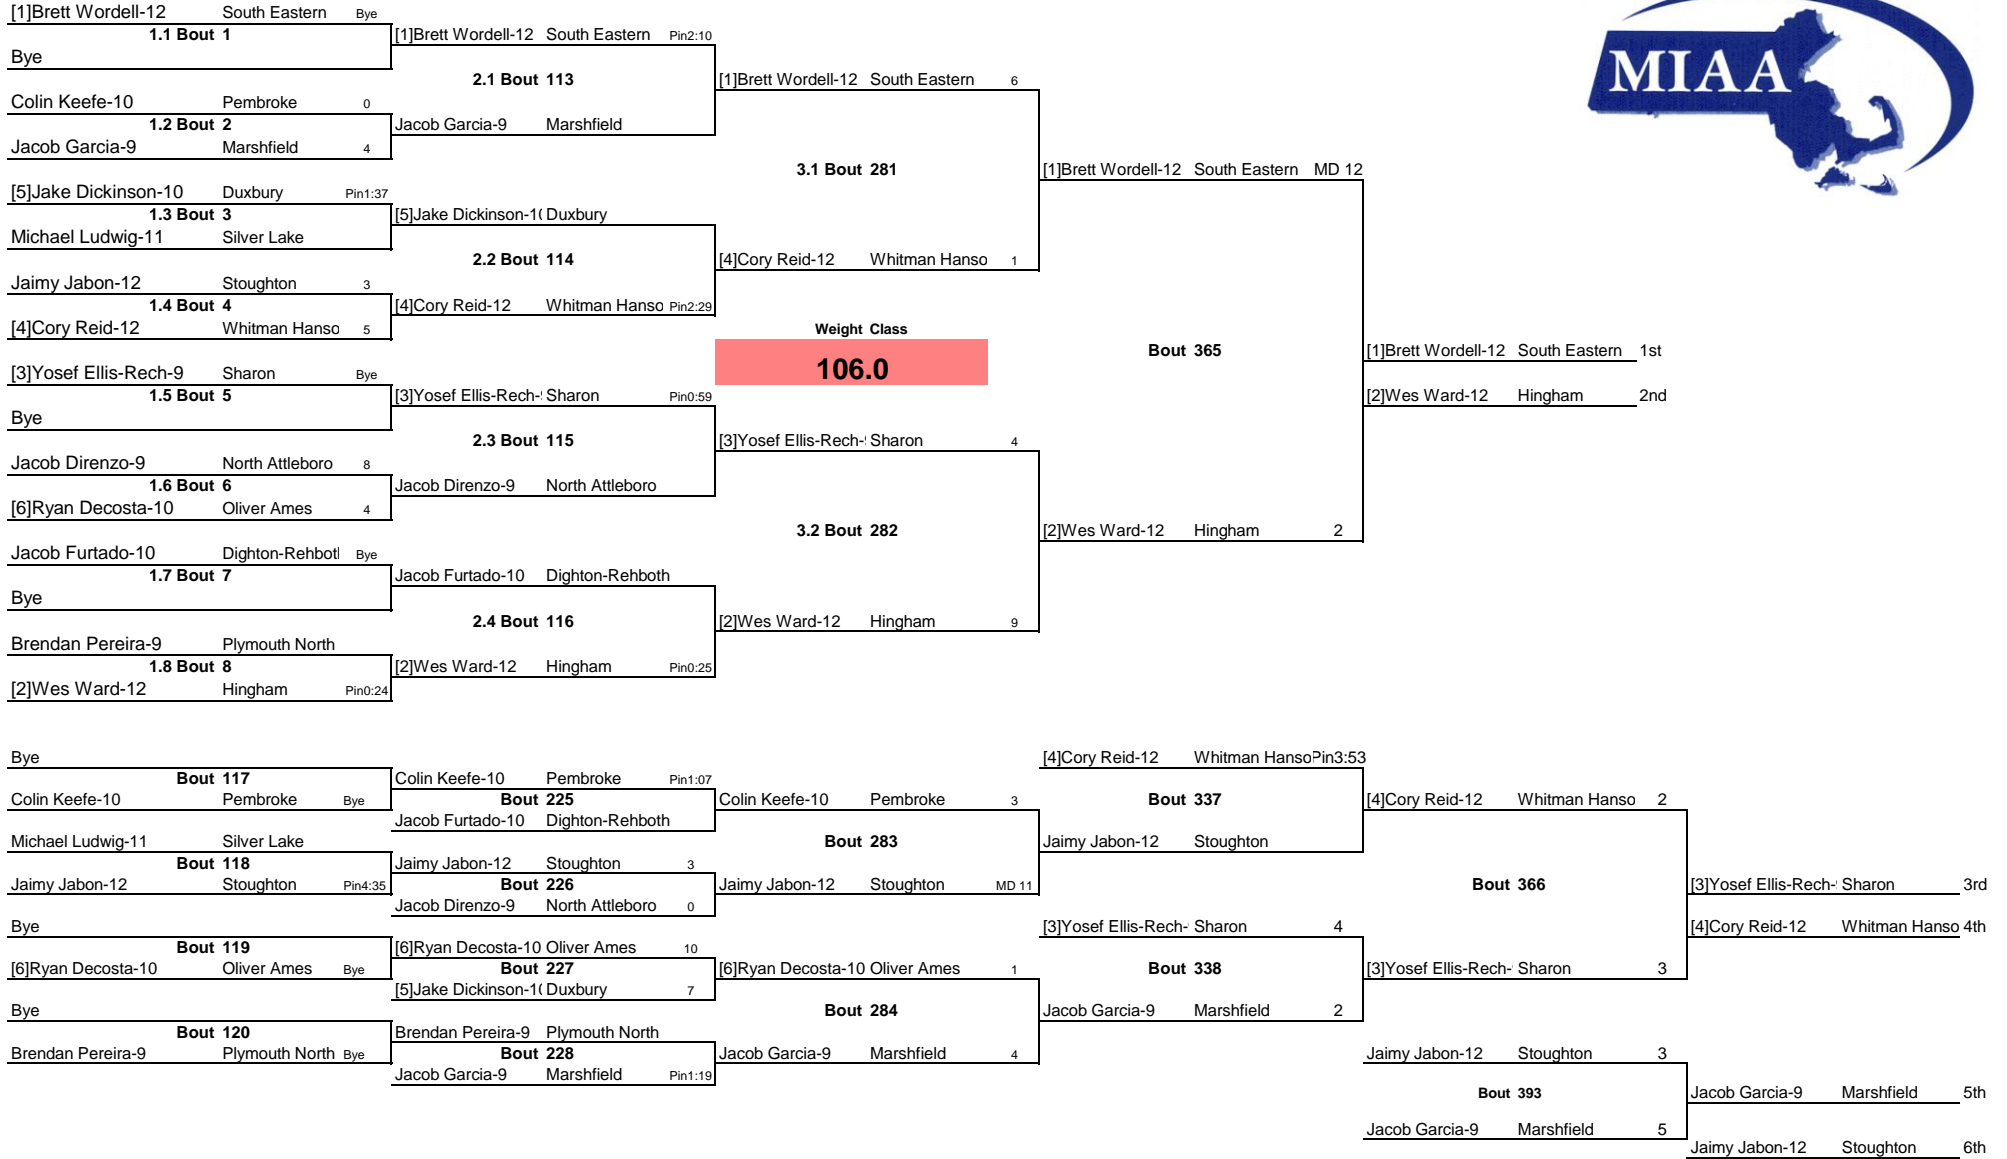 MIAA
[1]Brett Wordell-12 South Eastern Bye
1.1 Bout 1
Bye
Colin Keefe-10 Pembroke 0
1.2 Bout 2
Jacob Garcia-9 Marshfield 4
[5]Jake Dickinson-10 Duxbury Pin1:37
1.3 Bout 3
Michael Ludwig-11 Silver Lake
Jaimy Jabon-12 Stoughton 3
1.4 Bout 4
[4]Cory Reid-12 Whitman Hanso 5
[3]Yosef Ellis-Rech-9 Sharon Bye
1.5 Bout 5
Bye
Jacob Direnzo-9 North Attleboro 8
1.6 Bout 6
[6]Ryan Decosta-10 Oliver Ames 4
Jacob Furtado-10 Dighton-Rehbot Bye
1.7 Bout 7
Bye
Brendan Pereira-9 Plymouth North
1.8 Bout 8
[2]Wes Ward-12 Hingham Pin0:24
[1]Brett Wordell-12 South Eastern Pin2:10
2.1 Bout 113
Jacob Garcia-9 Marshfield
[5]Jake Dickinson-1( Duxbury
2.2 Bout 114
[4]Cory Reid-12 Whitman Hanso Pin2:29
[3]Yosef Ellis-Rech- Sharon Pin0:59
2.3 Bout 115
Jacob Direnzo-9 North Attleboro
Jacob Furtado-10 Dighton-Rehboth
2.4 Bout 116
[2]Wes Ward-12 Hingham Pin0:25
[1]Brett Wordell-12 South Eastern 6
3.1 Bout 281
[4]Cory Reid-12 Whitman Hanso 1
Weight Class
106.0
[3]Yosef Ellis-Rech- Sharon 4
3.2 Bout 282
[2]Wes Ward-12 Hingham 9
[1]Brett Wordell-12 South Eastern MD 12
Bout 365
[2]Wes Ward-12 Hingham 2
[1]Brett Wordell-12 South Eastern 1st
[2]Wes Ward-12 Hingham 2nd
Bye
Bout 117
Colin Keefe-10 Pembroke Bye
Michael Ludwig-11 Silver Lake
Bout 118
Jaimy Jabon-12 Stoughton Pin4:35
Bye
Bout 119
[6]Ryan Decosta-10 Oliver Ames Bye
Bye
Bout 120
Brendan Pereira-9 Plymouth North Bye
Colin Keefe-10 Pembroke Pin1:07
Bout 225
Jacob Furtado-10 Dighton-Rehboth
Jaimy Jabon-12 Stoughton 3
Bout 226
Jacob Direnzo-9 North Attleboro 0
[6]Ryan Decosta-10 Oliver Ames 10
Bout 227
[5]Jake Dickinson-1( Duxbury 7
Brendan Pereira-9 Plymouth North
Bout 228
Jacob Garcia-9 Marshfield Pin1:19
Colin Keefe-10 Pembroke 3
Bout 283
Jaimy Jabon-12 Stoughton MD 11
[6]Ryan Decosta-10 Oliver Ames 1
Bout 284
Jacob Garcia-9 Marshfield 4
[4]Cory Reid-12 Whitman Hanso Pin3:53
Bout 337
Jaimy Jabon-12 Stoughton
[3]Yosef Ellis-Rech- Sharon 4
Bout 338
Jacob Garcia-9 Marshfield 2
[4]Cory Reid-12 Whitman Hanso 2
Bout 366
[3]Yosef Ellis-Rech- Sharon 3
[3]Yosef Ellis-Rech- Sharon 3rd
[4]Cory Reid-12 Whitman Hanso 4th
Jaimy Jabon-12 Stoughton 3
Bout 393
Jacob Garcia-9 Marshfield 5
Jacob Garcia-9 Marshfield 5th
Jaimy Jabon-12 Stoughton 6th